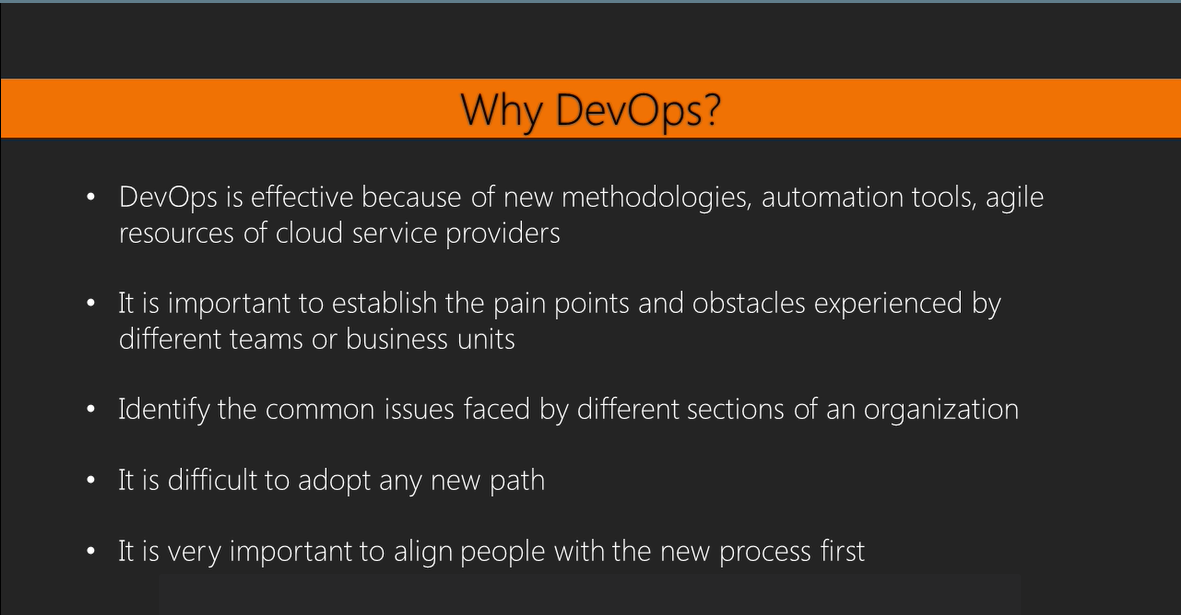 Why DevOps?
• DevOps is effective because of new methodologies, automation tools, agile
resources of cloud service providers
• It is important to establish the pain points and obstacles experienced by
different teams or business units
• Identify the common issues faced by different sections of an organization
• It is difficult to adopt any new path
• It is very important to align people with the new process first